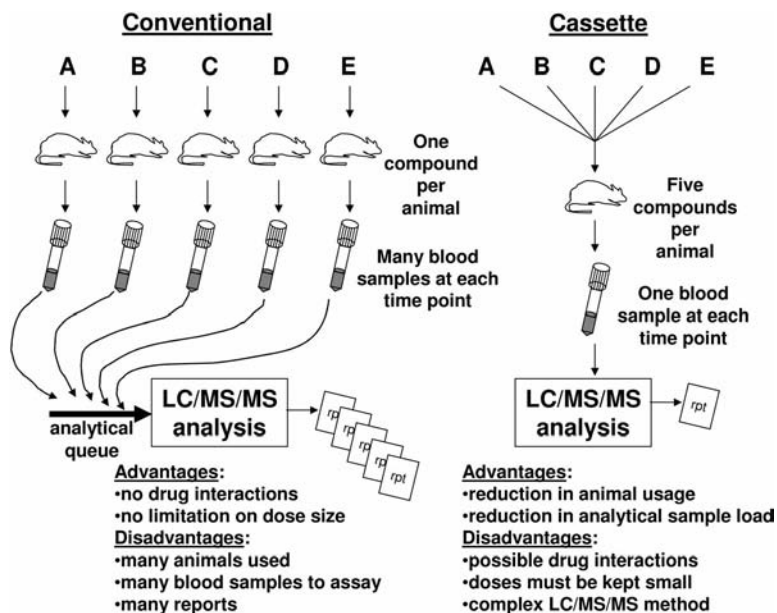 Conventional
A B C D E
One
compound
per
animal
Many blood
samples at each
time point
analytical
queue
LC/MS/MS
analysis
rpt
rpt
rpt
rpt
rpt
Advantages:
•no drug interactions
•no limitation on dose size
Disadvantages:
•many animals used
•many blood samples to assay
•many reports
Cassette
A B C D E
Five
compounds
per
animal
One blood
sample at each
time point
LC/MS/MS
analysis
rpt
Advantages:
•reduction in animal usage
•reduction in analytical sample load
Disadvantages:
•possible drug interactions
•doses must be kept small
•complex LC/MS/MS method